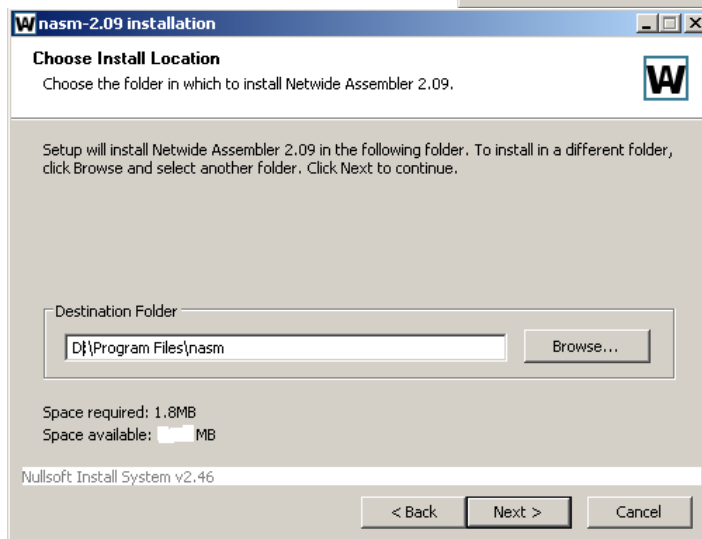 nasm-2.09 installation
Choose Install Location
Choose the folder in which to install Netwide Assembler 2.09.
Setup will install Netwide Assembler 2.09 in the following folder. To install in a different folder,
click Browse and select another folder. Click Next to continue.
Destination Folder
D:\Program Files\nasm
Browse...
Space required: 1.8MB
Space available: MB
Nullsoft Install System v2.46
< Back
Next >
Cancel